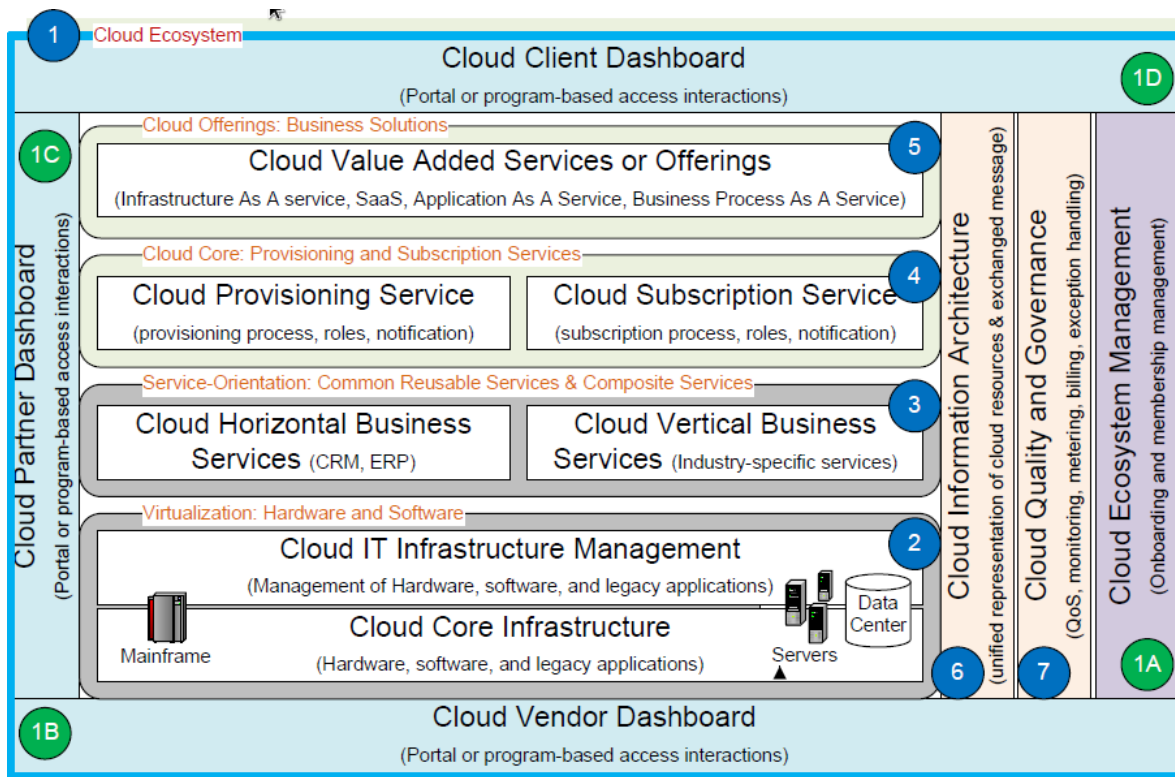 1
Cloud Ecosystem
Cloud Client Dashboard
(Portal or program-based access interactions)
1D
1C
Cloud Partner Dashboard
(Portal or program-based access interactions)
Cloud Offerings: Business Solutions
5
Cloud Value Added Services or Offerings
(Infrastructure As A service, SaaS, Application As A Service, Business Process As A Service)
Cloud Core: Provisioning and Subscription Services
4
Cloud Provisioning Service
(provisioning process, roles, notification)
Cloud Subscription Service
(subscription process, roles, notification)
Service-Orientation: Common Reusable Services & Composite Services
3
Cloud Horizontal Business
Services (CRM, ERP)
Cloud Vertical Business
Services (Industry-specific services)
Virtualization: Hardware and Software
2
Cloud IT Infrastructure Management
(Management of Hardware, software, and legacy applications)
Mainframe
Cloud Core Infrastructure
(Hardware, software, and legacy applications)
Servers
Data
Center
Cloud Information Architecture
(unified representation of cloud resources & exchanged message)
6
Cloud Quality and Governance
(QoS, monitoring, metering, billing, exception handling)
7
Cloud Ecosystem Management
(Onboarding and membership management)
1A
1B
Cloud Vendor Dashboard
(Portal or program-based access interactions)